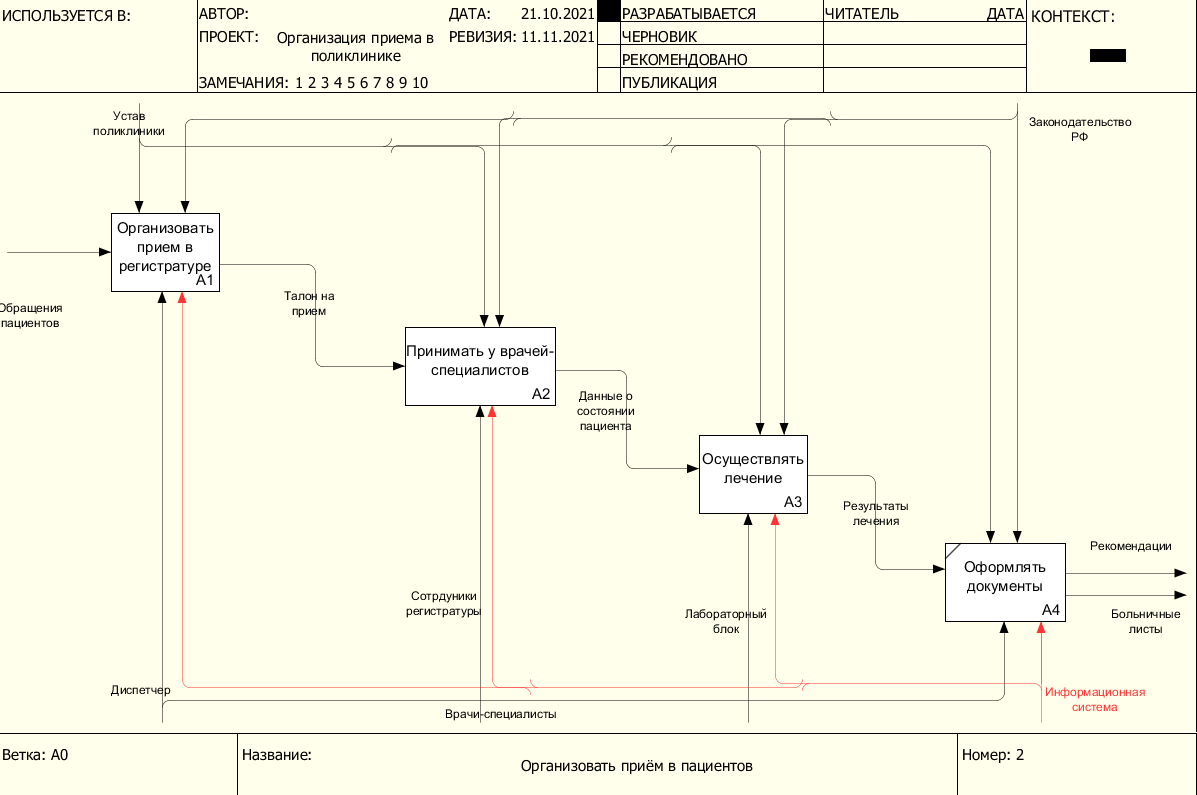 ИСПОЛЬЗУЕТСЯ В:
АВТОР:
ДАТА: 21.10.2021
РАЗРАБАТЫВАЕТСЯ
ЧИТАТЕЛЬ
ДАТА
КОНТЕКСТ:
ПРОЕКТ: Организация приема в
поликлинике
РЕВИЗИЯ: 11.11.2021
ЧЕРНОВИК
РЕКОМЕНДОВАНО
ЗАМЕЧАНИЯ: 1 2 3 4 5 6 7 8 9 10
ПУБЛИКАЦИЯ
Устав
поликлиники
Законодательство
РФ
Организовать
прием в
регистратуре
A1
Обращения
пациентов
Талон на
прием
Принимать у врачей-
специалистов
A2
Данные о
состоянии
пациента
Осуществлять
лечение
A3
Результаты
лечения
Оформлять
документы
A4
Рекомендации
Больничные
листы
Сотрдуники
регистратуры
Лабораторный
блок
Диспетчер
Врачи-специалисты
Информационная
система
Ветка: A0
Название:
Организовать приём в пациентов
Номер: 2